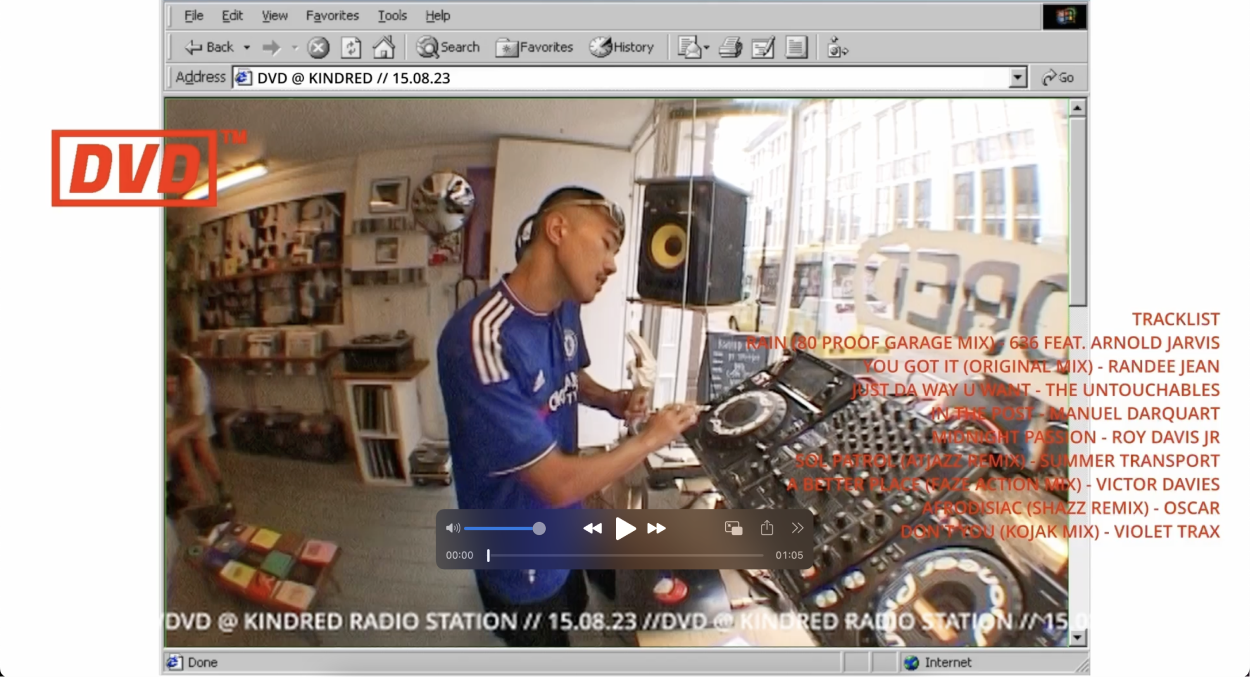 File Edit View Favorites Tools Help
Back Search Favorites History
Address DVD @ KINDRED // 15.08.23 Go
DVD™
TRACKLIST
RAIN (80 PROOF GARAGE MIX) - 636 FEAT. ARNOLD JARVIS
YOU GOT IT (ORIGINAL MIX) - RANDEE JEAN
JUST DA WAY U WANT - THE UNTOUCHABLES
IN THE POST - MANUEL DARQUART
MIDNIGHT PASSION - ROY DAVIS JR
SOL PATROL (ATJAZZ REMIX) - SUMMER TRANSPORT
A BETTER PLACE (FAZE ACTION MIX) - VICTOR DAVIES
AFRODISIAC (SHAZZ REMIX) - OSCAR
DON'T YOU (KOJAK MIX) - VIOLET TRAX
00:00 01:05
/DVD @ KINDRED RADIO STATION // 15.08.23 //DVD @ KINDRED RADIO STATION // 15.0
Done Internet